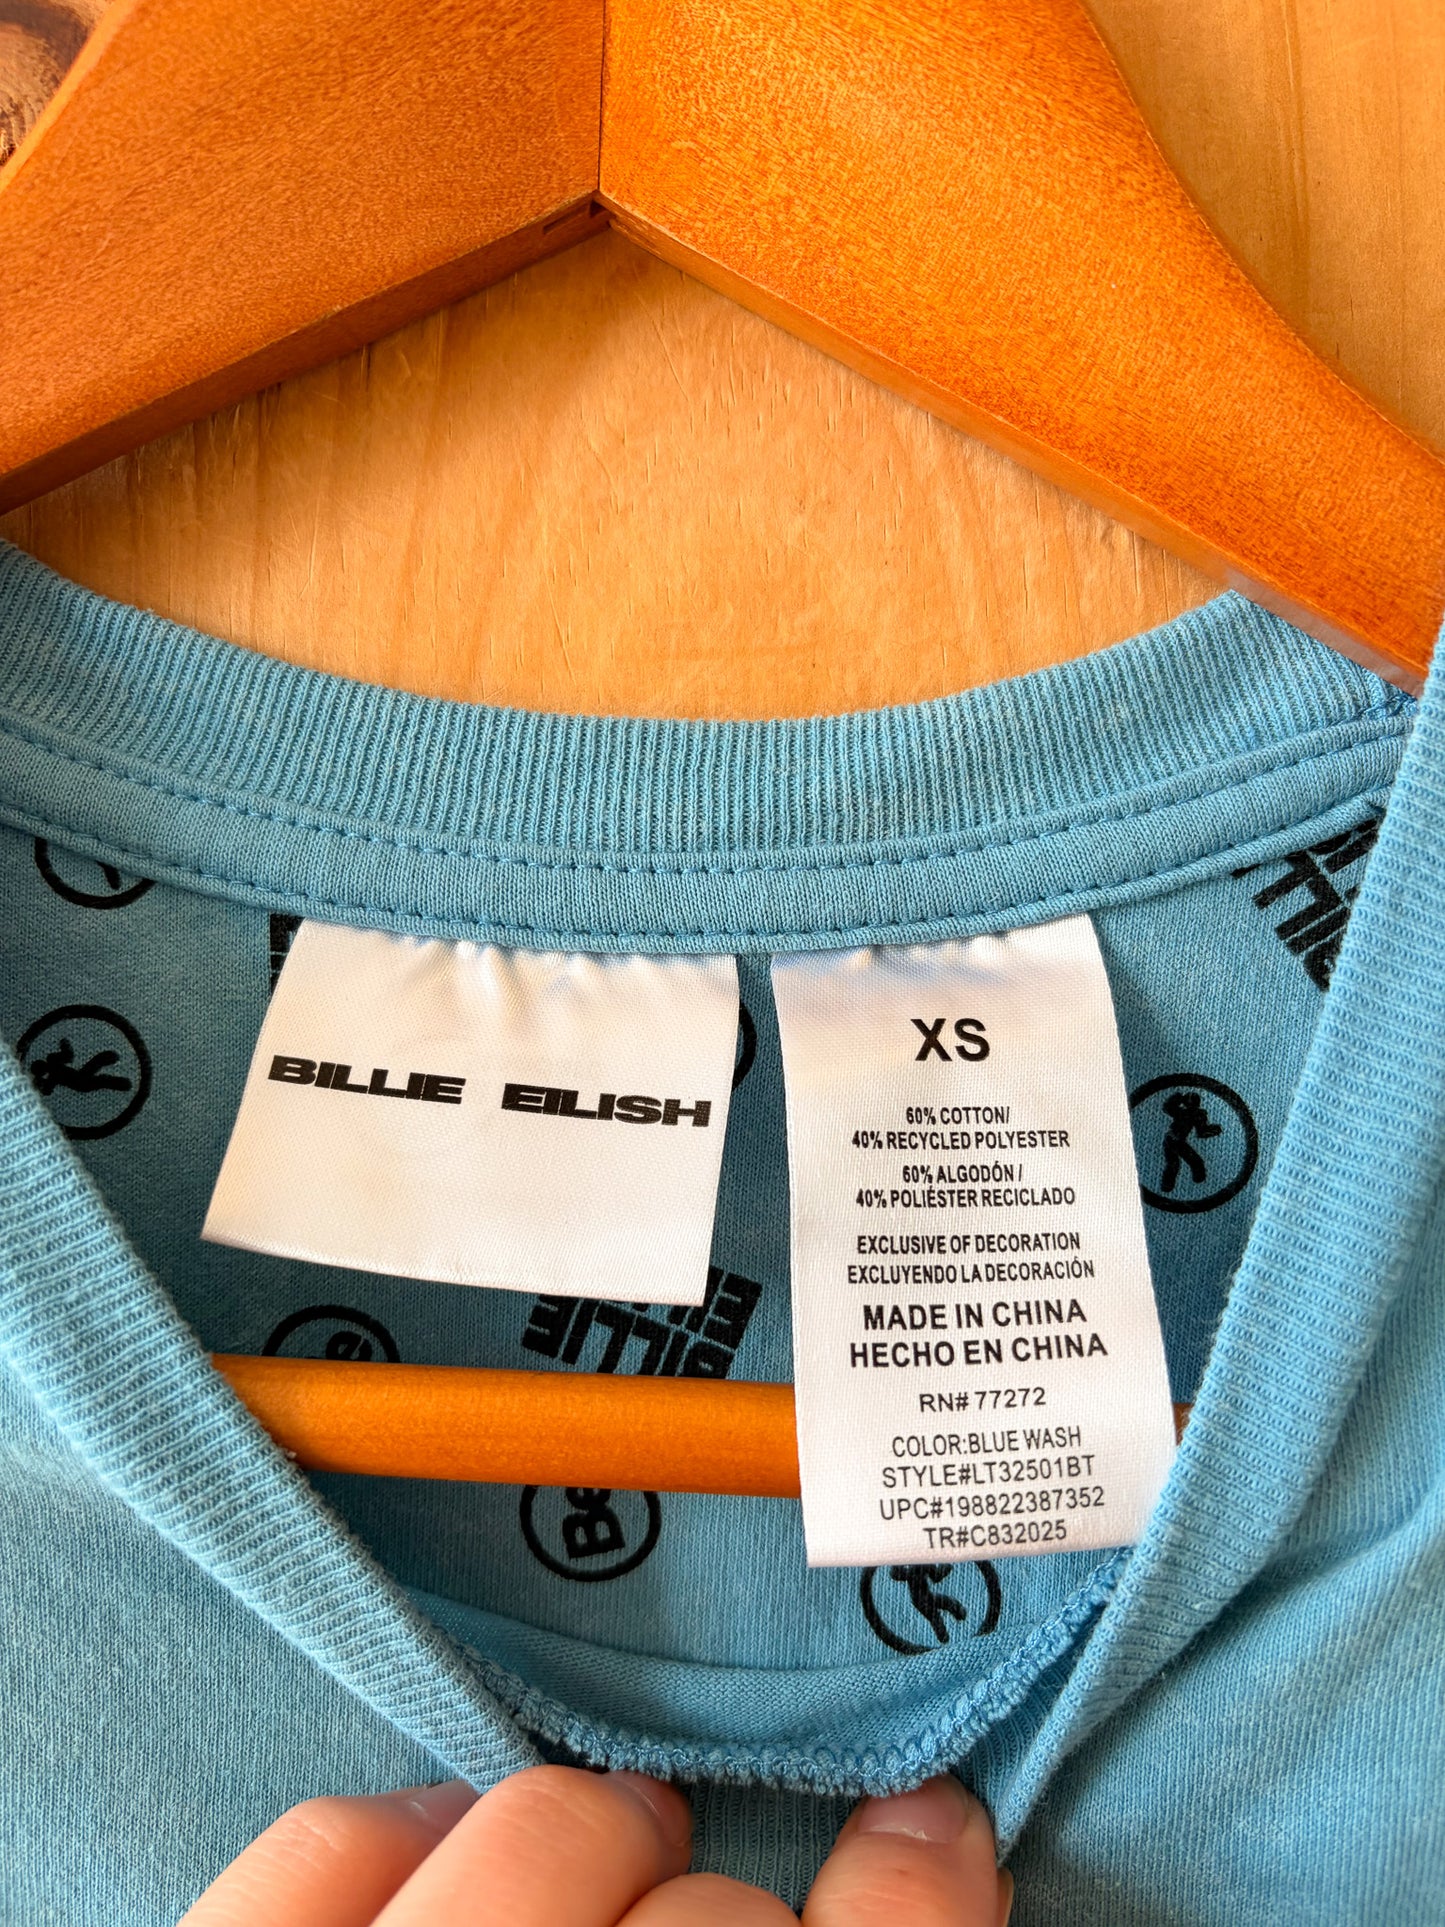 BILLIE EILISH
XS
60% COTTON/
40% RECYCLED POLYESTER
60% ALGODÓN /
40% POLIÉSTER RECICLADO
EXCLUSIVE OF DECORATION
EXCLUYENDO LA DECORACIÓN
MADE IN CHINA
HECHO EN CHINA
RN# 77272
COLOR:BLUE WASH
STYLE#LT32501BT
UPC#198822387352
TR#C832025
BILLIE